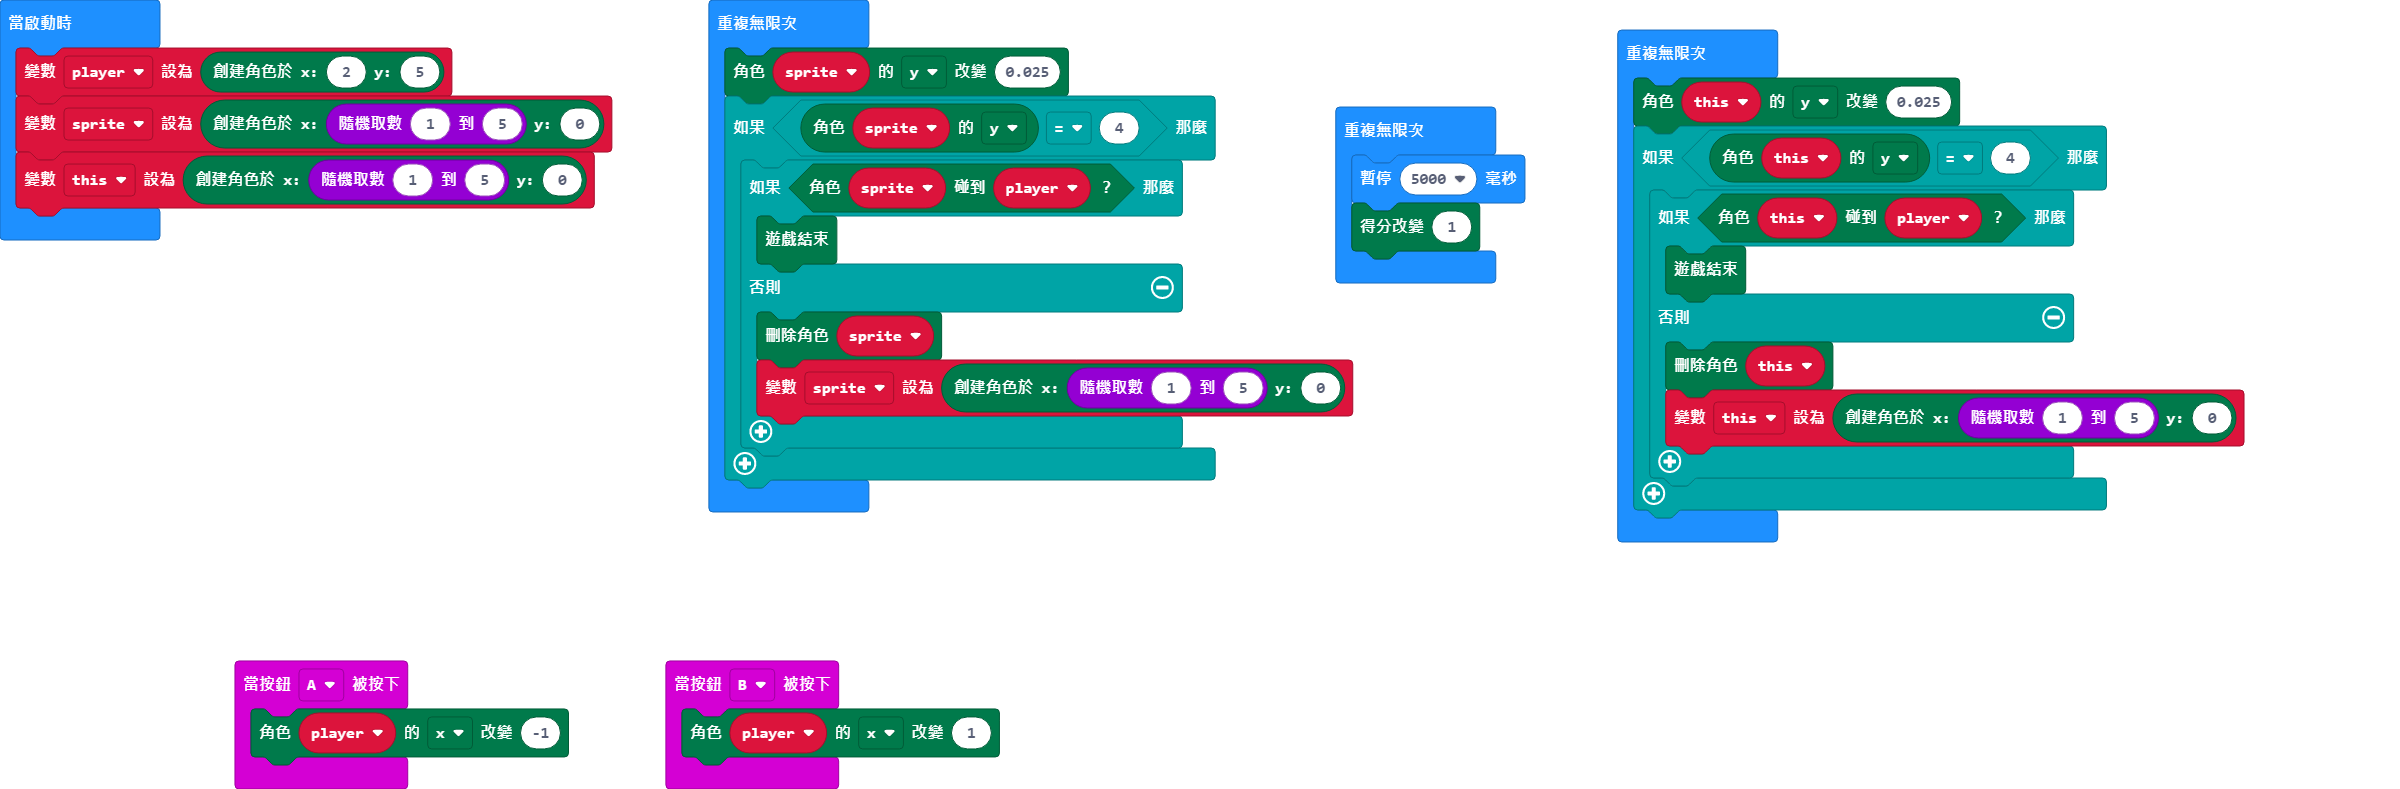 當啟動時
變數 player 設為 創建角色於 x: 2 y: 5
變數 sprite 設為 創建角色於 x: 隨機取數 1 到 5 y: 0
變數 this 設為 創建角色於 x: 隨機取數 1 到 5 y: 0
重複無限次
角色 sprite 的 y 改變 0.025
如果 角色 sprite 的 y = 4 那麼
如果 角色 sprite 碰到 player ? 那麼
遊戲結束
否則
刪除角色 sprite
變數 sprite 設為 創建角色於 x: 隨機取數 1 到 5 y: 0
重複無限次
暫停 5000 毫秒
得分改變 1
重複無限次
角色 this 的 y 改變 0.025
如果 角色 this 的 y = 4 那麼
如果 角色 this 碰到 player ? 那麼
遊戲結束
否則
刪除角色 this
變數 this 設為 創建角色於 x: 隨機取數 1 到 5 y: 0
當按鈕 A 被按下
角色 player 的 x 改變 -1
當按鈕 B 被按下
角色 player 的 x 改變 1